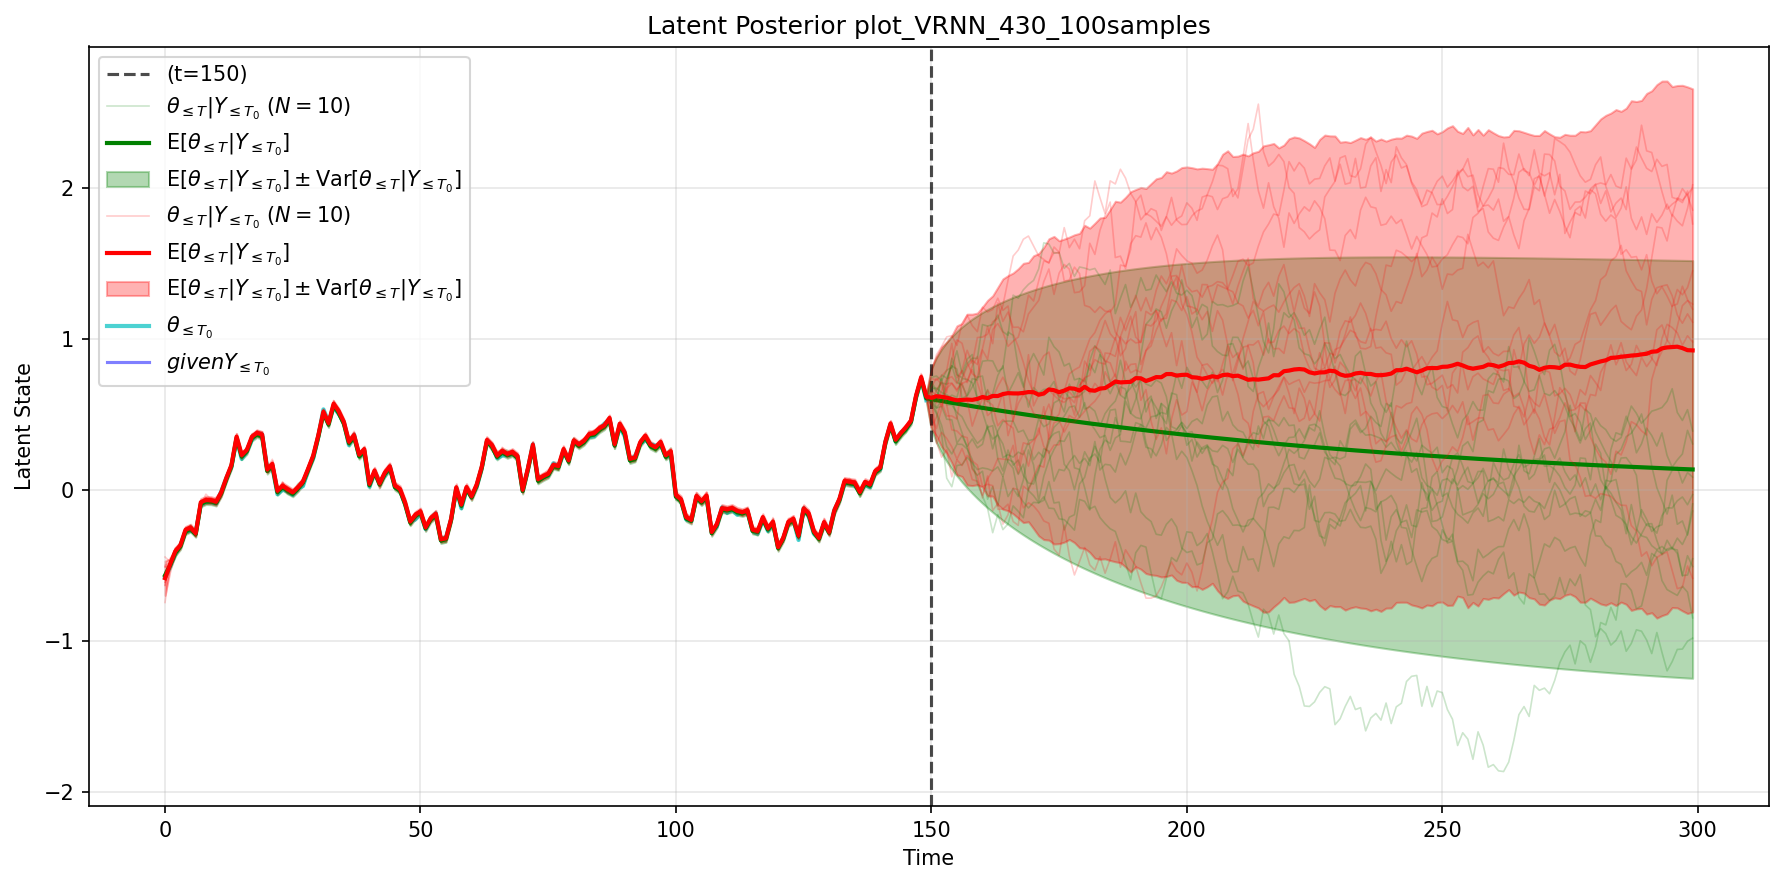 Latent Posterior plot_VRNN_430_100samples
(t=150)
θ≤T|Y≤T₀ (N = 10)
E[θ≤T|Y≤T₀]
E[θ≤T|Y≤T₀] ± Var[θ≤T|Y≤T₀]
θ≤T|Y≤T₀ (N = 10)
E[θ≤T|Y≤T₀]
E[θ≤T|Y≤T₀] ± Var[θ≤T|Y≤T₀]
θ≤T₀
givenY≤T₀
Latent State
2
1
0
−1
−2
0 50 100 150 200 250 300
Time